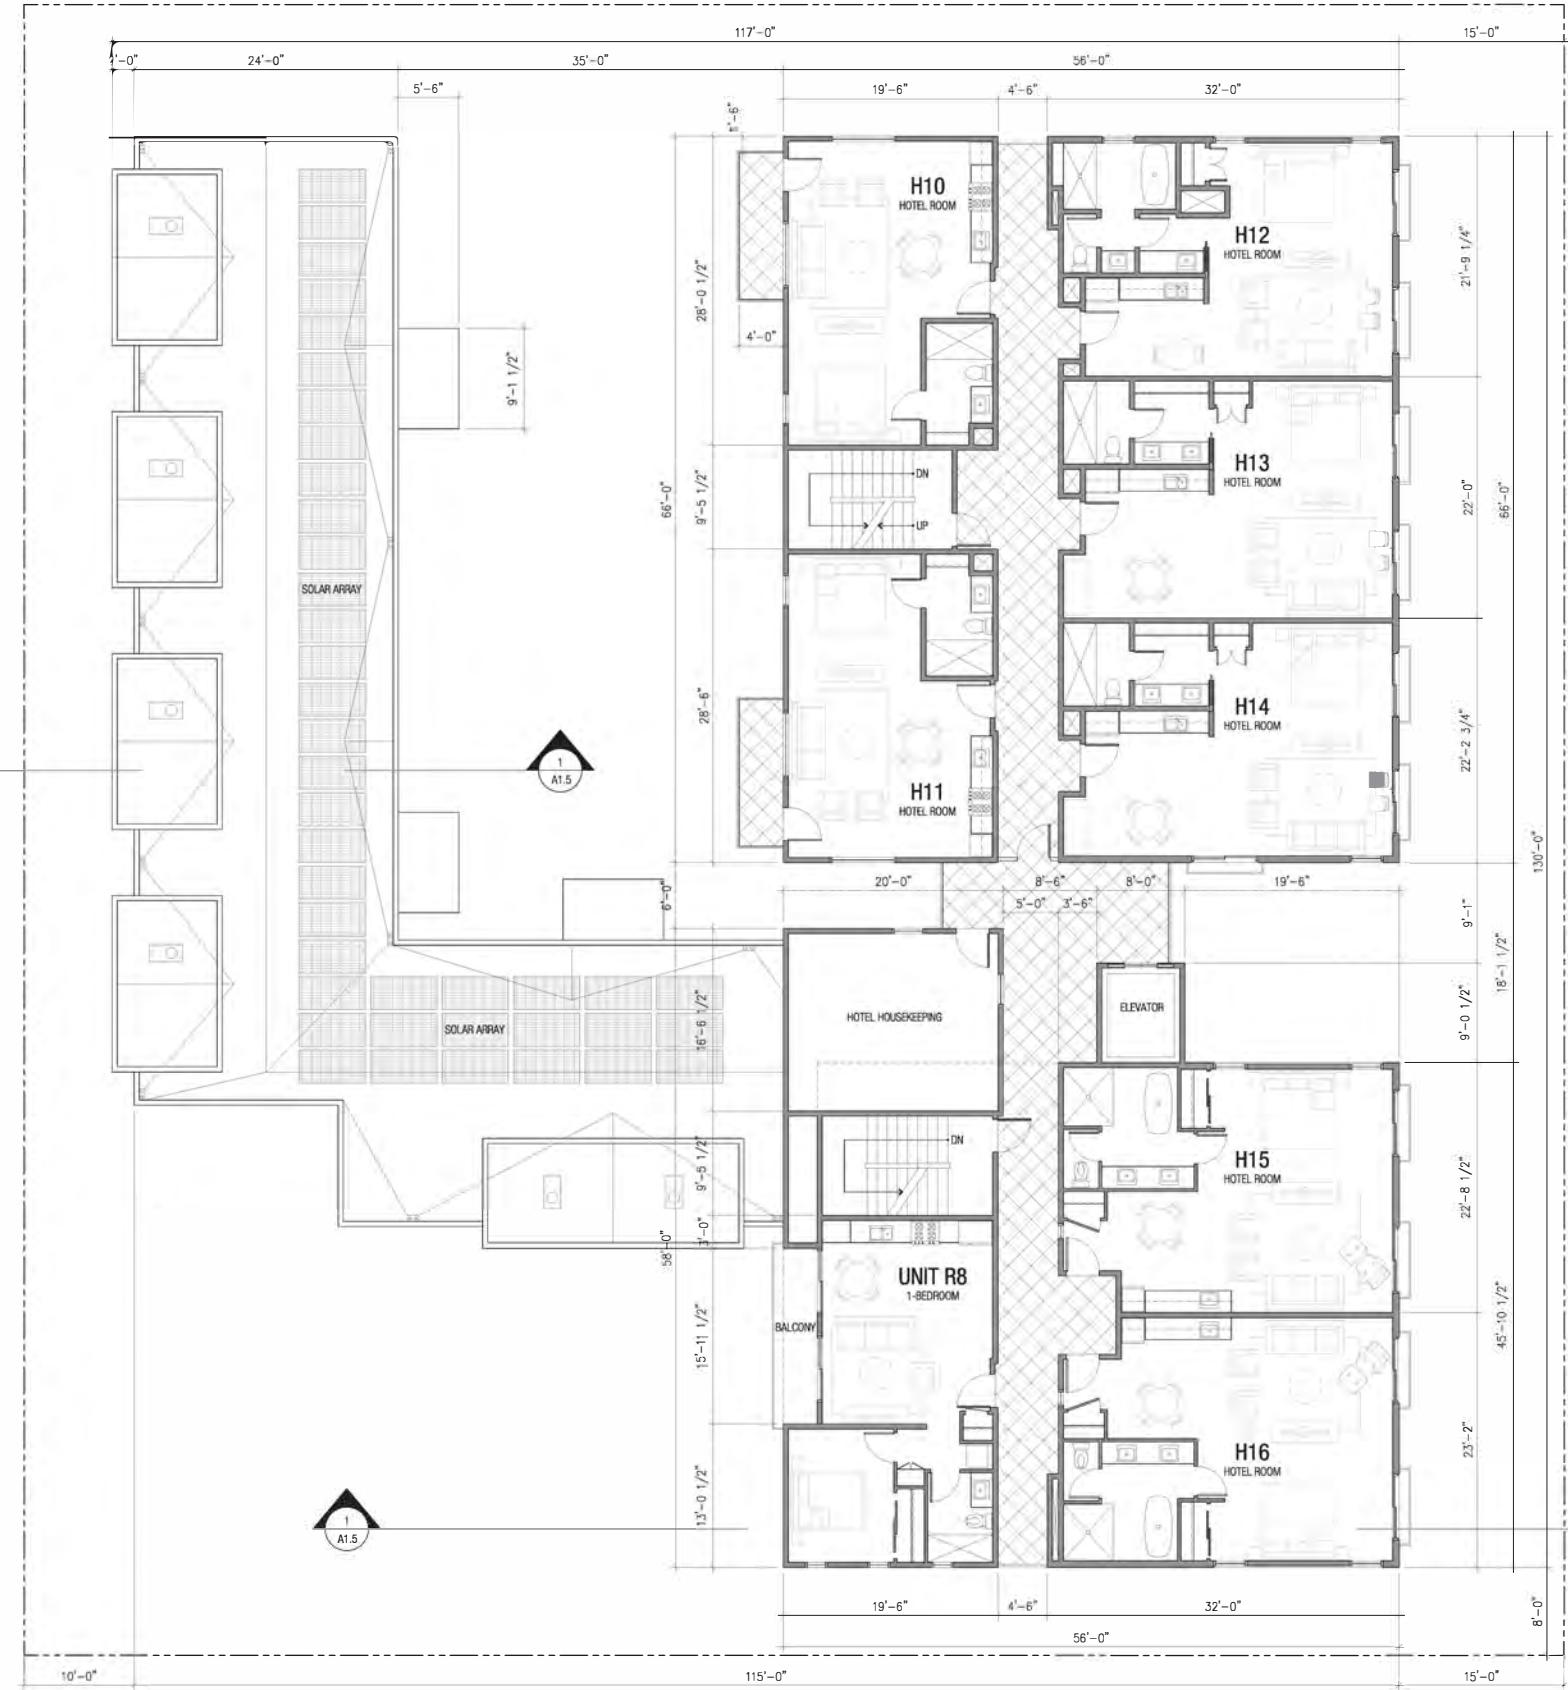 117'-0"
15'-0"
24'-0"
35'-0"
56'-0"
5'-6"
19'-6"
4'-6"
32'-0"
H10
HOTEL ROOM
H12
HOTEL ROOM
21'-9 1/4"
28'-0 1/2"
4'-0"
9'-1 1/2"
DN
UP
H13
HOTEL ROOM
66'-0"
9'-5 1/2"
22'-0"
66'-0"
SOLAR ARRAY
28'-6"
H14
HOTEL ROOM
22'-2 3/4"
1
A1.5
H11
HOTEL ROOM
130'-0"
6'-0"
20'-0"
8'-6"
8'-0"
19'-6"
5'-0"
3'-6"
9'-1"
18'-1 1/2"
SOLAR ARRAY
16'-6 1/2"
HOTEL HOUSEKEEPING
ELEVATOR
9'-0 1/2"
DN
9'-5 1/2"
H15
HOTEL ROOM
22'-8 1/2"
3'-0"
58'-0"
UNIT R8
1-BEDROOM
BALCONY
15'-11 1/2"
45'-10 1/2"
H16
HOTEL ROOM
23'-2"
13'-0 1/2"
1
A1.5
19'-6"
4'-6"
32'-0"
8'-0"
56'-0"
10'-0"
115'-0"
15'-0"